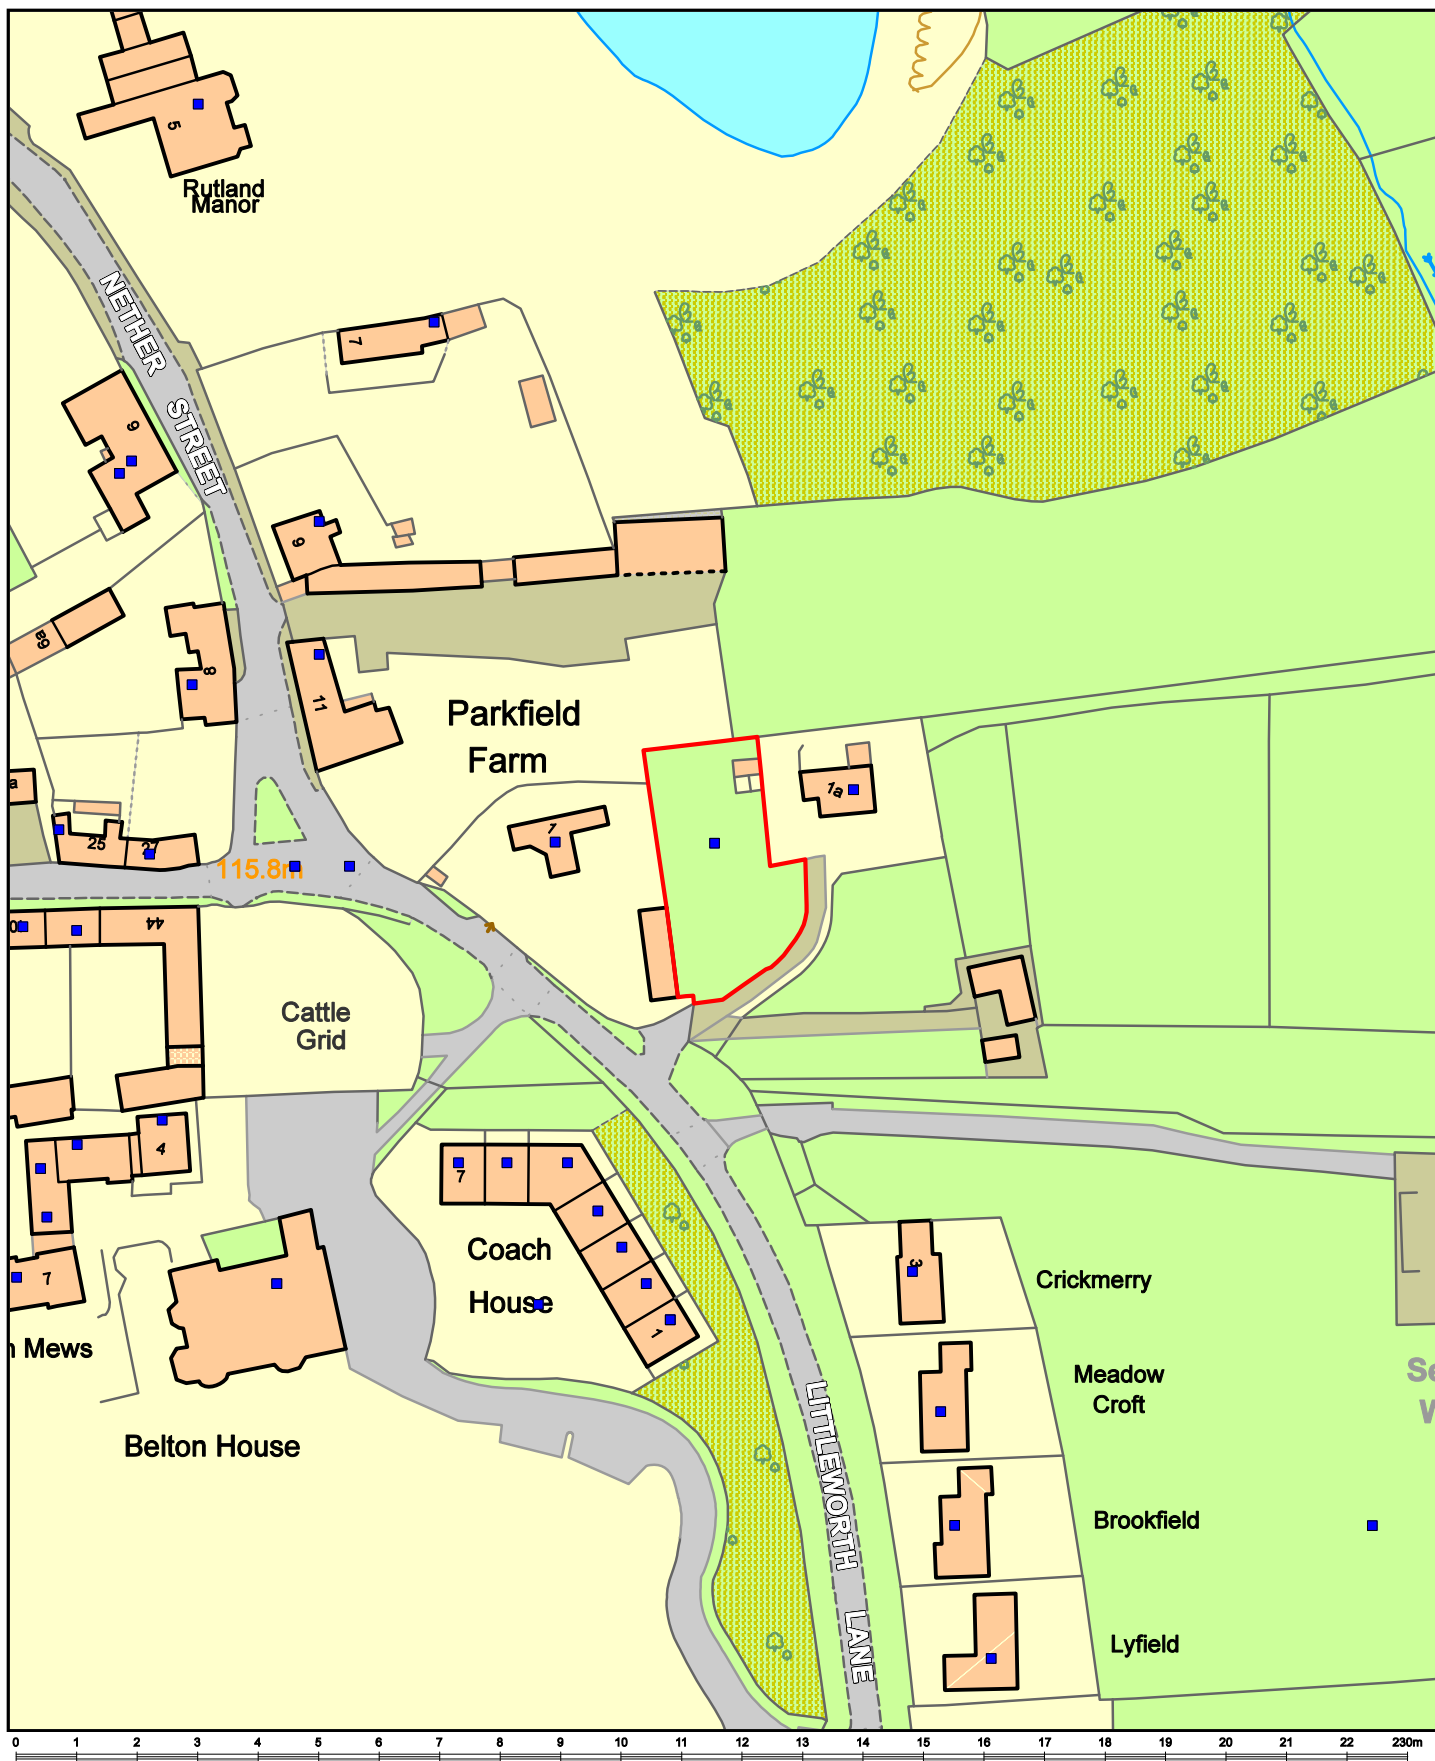 5
Rutland
Manor
NETHER STREET
7
9
9
9a
8
11
Parkfield
Farm
1a
a
1
25
27
115.8m
44
Cattle
Grid
4
7
Coach
House
7
1
3
Crickmerry
n Mews
Meadow
Croft
Se
W
Belton House
LITTLEWORTH LANE
Brookfield
Lyfield
0 1 2 3 4 5 6 7 8 9 10 11 12 13 14 15 16 17 18 19 20 21 22 230m